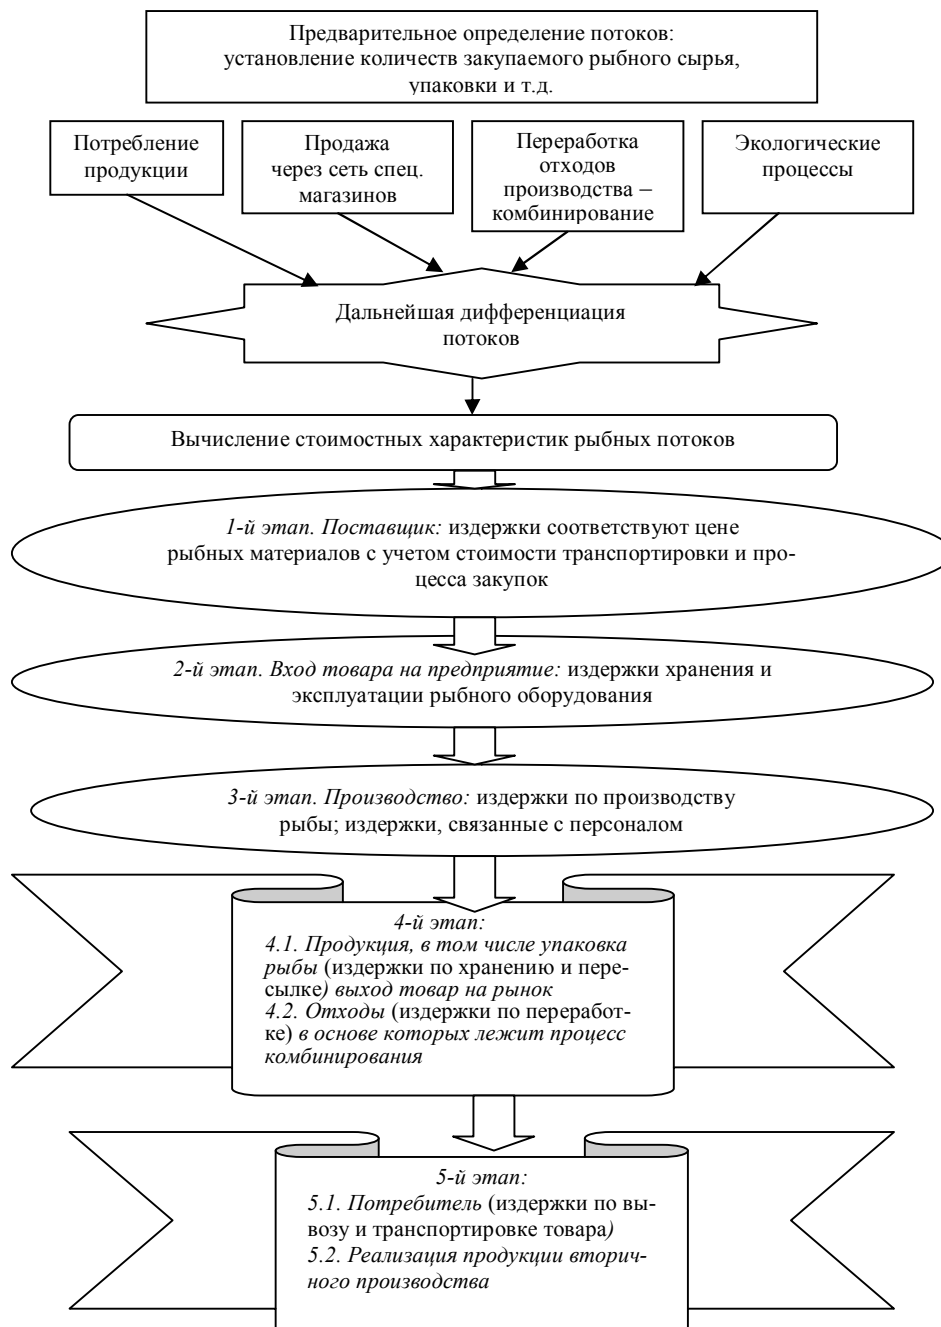 Предварительное определение потоков:
установление количеств закупаемого рыбного сырья,
упаковки и т.д.
Потребление
продукции
Продажа
через сеть спец.
магазинов
Переработка
отходов
производства –
комбинирование
Экологические
процессы
Дальнейшая дифференциация
потоков
Вычисление стоимостных характеристик рыбных потоков
1-й этап. Поставщик: издержки соответствуют цене
рыбных материалов с учетом стоимости транспортировки и про-
цесса закупок
2-й этап. Вход товара на предприятие: издержки хранения и
эксплуатации рыбного оборудования
3-й этап. Производство: издержки по производству
рыбы; издержки, связанные с персоналом
4-й этап:
4.1. Продукция, в том числе упаковка
рыбы (издержки по хранению и пере-
сылке) выход товар на рынок
4.2. Отходы (издержки по переработ-
ке) в основе которых лежит процесс
комбинирования
5-й этап:
5.1. Потребитель (издержки по вы-
возу и транспортировке товара)
5.2. Реализация продукции вторич-
ного производства